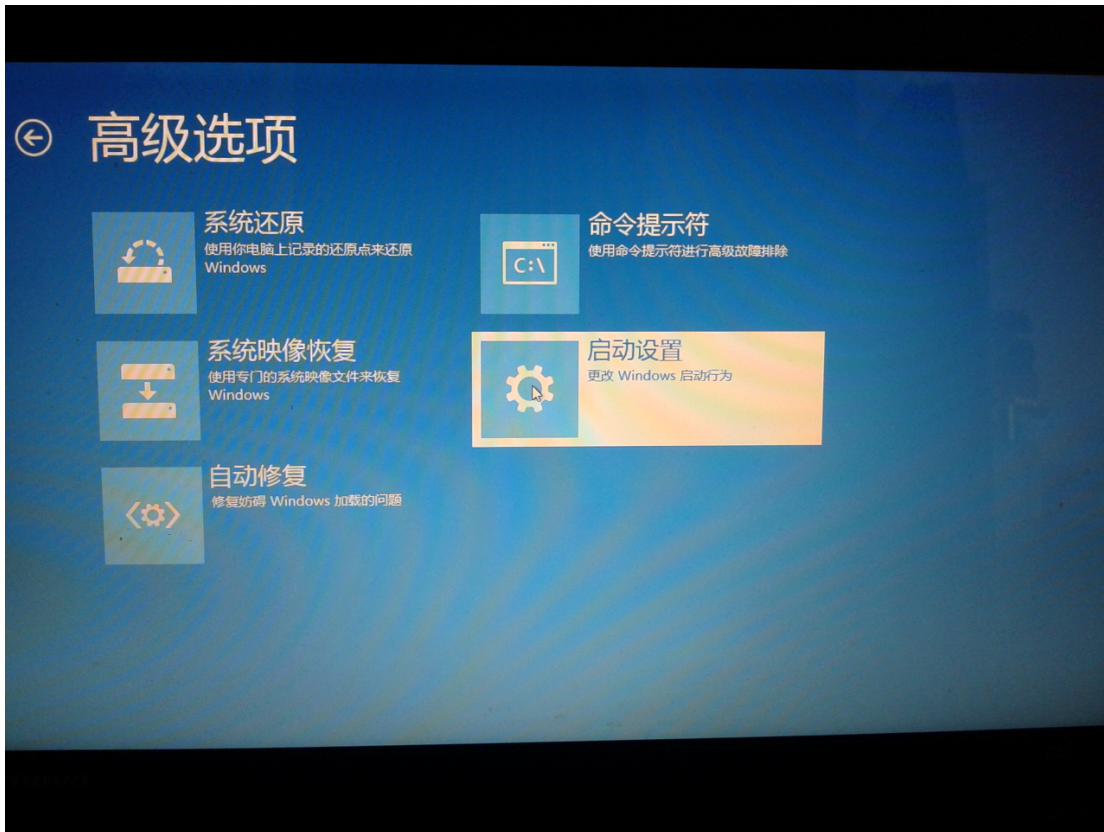 高级选项
系统还原
使用你电脑上记录的还原点来还原
Windows
命令提示符
使用命令提示符进行高级故障排除
C:\
系统映像恢复
使用专门的系统映像文件来恢复
Windows
启动设置
更改 Windows 启动行为
自动修复
修复妨碍 Windows 加载的问题